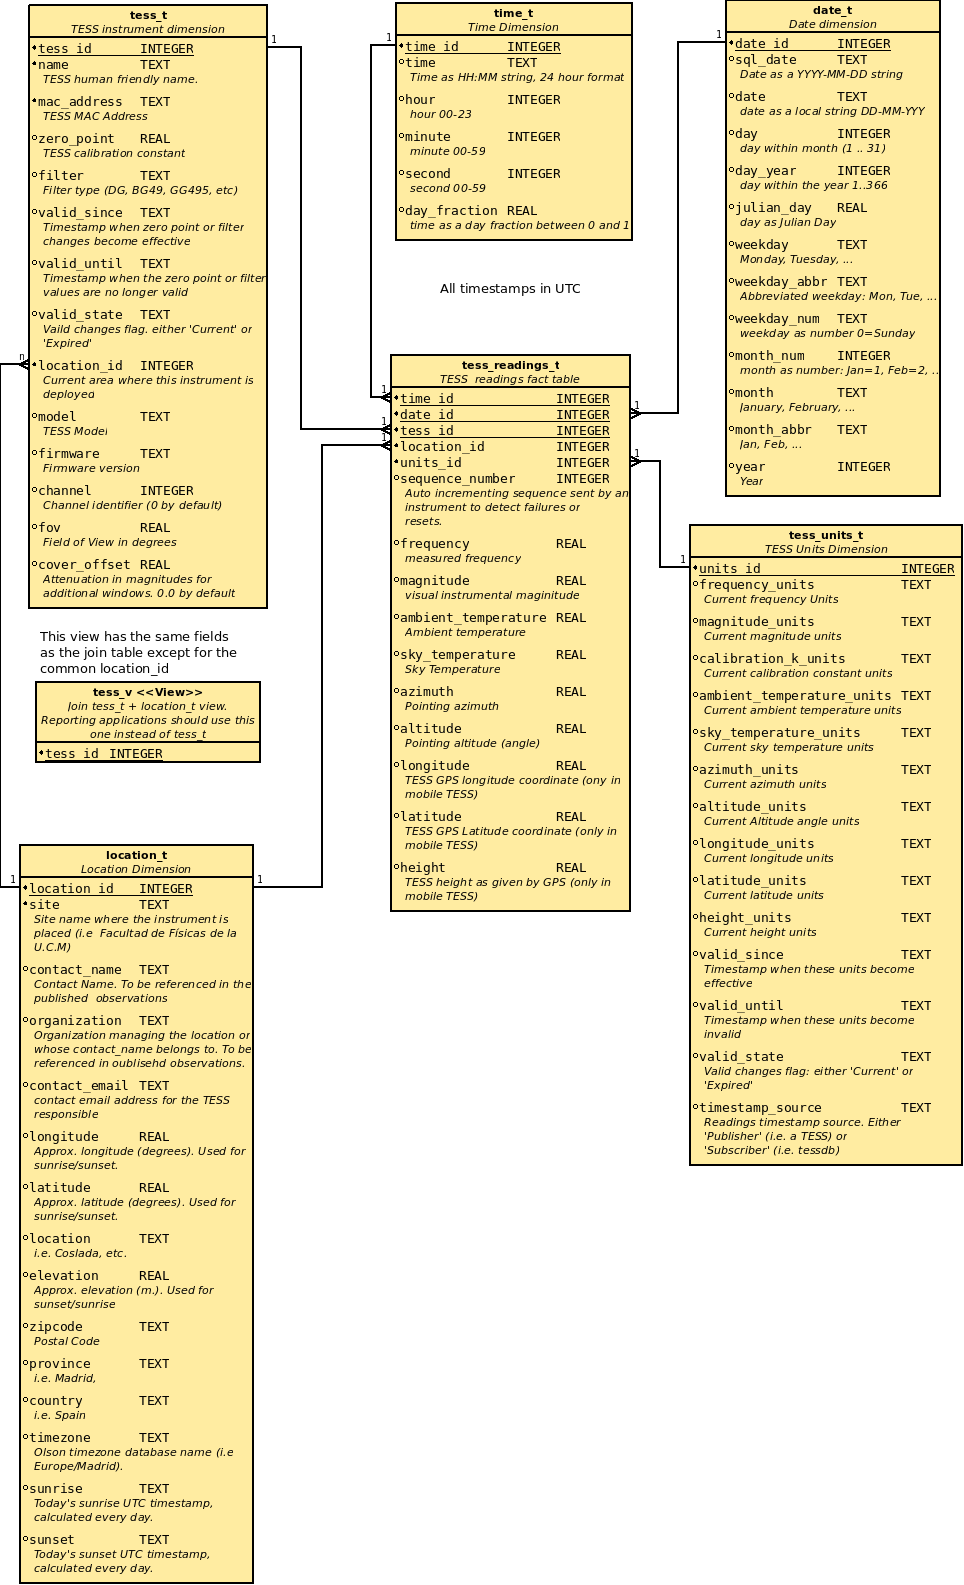 tess_t
TESS instrument dimension
tess_id INTEGER
name TEXT
TESS human friendly name.
mac_address TEXT
TESS MAC Address
zero_point REAL
TESS calibration constant
filter TEXT
Filter type (DG, BG49, GG495, etc)
valid_since TEXT
Timestamp when zero point or filter
changes become effective
valid_until TEXT
Timestamp when the zero point or filter
values are no longer valid
valid_state TEXT
Vaild changes flag. either 'Current' or
'Expired'
location_id INTEGER
Current area where this instrument is
deployed
model TEXT
TESS Model
firmware TEXT
Firmware version
channel INTEGER
Channel identifier (0 by default)
fov REAL
Field of View in degrees
cover_offset REAL
Attenuation in magnitudes for
additional windows. 0.0 by default
1
n
time_t
Time Dimension
time_id INTEGER
time TEXT
Time as HH:MM string, 24 hour format
hour INTEGER
hour 00-23
minute INTEGER
minute 00-59
second INTEGER
second 00-59
day_fraction REAL
time as a day fraction between 0 and 1
1
date_t
Date dimension
date_id INTEGER
sql_date TEXT
Date as a YYYY-MM-DD string
date TEXT
date as a local string DD-MM-YYY
day INTEGER
day within month (1 .. 31)
day_year INTEGER
day within the year 1..366
julian_day REAL
day as Julian Day
weekday TEXT
Monday, Tuesday, ...
weekday_abbr TEXT
Abbreviated weekday: Mon, Tue, ...
weekday_num TEXT
weekday as number 0=Sunday
month_num INTEGER
month as number: Jan=1, Feb=2, ..
month TEXT
January, February, ...
month_abbr TEXT
Jan, Feb, ...
year INTEGER
Year
1
All timestamps in UTC
tess_readings_t
TESS  readings fact table
time_id INTEGER
date_id INTEGER
tess_id INTEGER
location_id INTEGER
units_id INTEGER
sequence_number INTEGER
Auto incrementing sequence sent by an
instrument to detect failures or
resets.
frequency REAL
measured frequency
magnitude REAL
visual instrumental maginitude
ambient_temperature REAL
Ambient temperature
sky_temperature REAL
Sky Temperature
azimuth REAL
Pointing azimuth
altitude REAL
Pointing altitude (angle)
longitude REAL
TESS GPS longitude coordinate (ony in
mobile TESS)
latitude REAL
TESS GPS Latitude coordinate (only in
mobile TESS)
height REAL
TESS height as given by GPS (only in
mobile TESS)
1
1
1
1
1
tess_units_t
TESS Units Dimension
units_id INTEGER
frequency_units TEXT
Current frequency Units
magnitude_units TEXT
Current magnitude units
calibration_k_units TEXT
Current calibration constant units
ambient_temperature_units TEXT
Current ambient temperature units
sky_temperature_units TEXT
Current sky temperature units
azimuth_units TEXT
Current azimuth units
altitude_units TEXT
Current Altitude angle units
longitude_units TEXT
Current longitude units
latitude_units TEXT
Current latitude units
height_units TEXT
Current height units
valid_since TEXT
Timestamp when these units become
effective
valid_until TEXT
Timestamp when these units become
invalid
valid_state TEXT
Valid changes flag: either 'Current' or
'Expired'
timestamp_source TEXT
Readings timestamp source. Either
'Publisher' (i.e. a TESS) or
'Subscriber' (i.e. tessdb)
1
This view has the same fields
as the join table except for the
common location_id
tess_v <<View>>
Join tess_t + location_t view.
Reporting applications should use this
one instead of tess_t
tess_id INTEGER
location_t
Location Dimension
location_id INTEGER
site TEXT
Site name where the instrument is
placed (i.e  Facultad de Físicas de la
U.C.M)
contact_name TEXT
Contact Name. To be referenced in the
published  observations
organization TEXT
Organization managing the location or
whose contact_name belongs to. To be
referenced in oublisehd observations.
contact_email TEXT
contact email address for the TESS
responsible
longitude REAL
Approx. longitude (degrees). Used for
sunrise/sunset.
latitude REAL
Approx. latitude (degrees). Used for
sunrise/sunset.
location TEXT
i.e. Coslada, etc.
elevation REAL
Approx. elevation (m.). Used for
sunset/sunrise
zipcode TEXT
Postal Code
province TEXT
i.e. Madrid,
country TEXT
i.e. Spain
timezone TEXT
Olson timezone database name (i.e
Europe/Madrid).
sunrise TEXT
Today's sunrise UTC timestamp,
calculated every day.
sunset TEXT
Today's sunset UTC timestamp,
calculated every day.
1
1